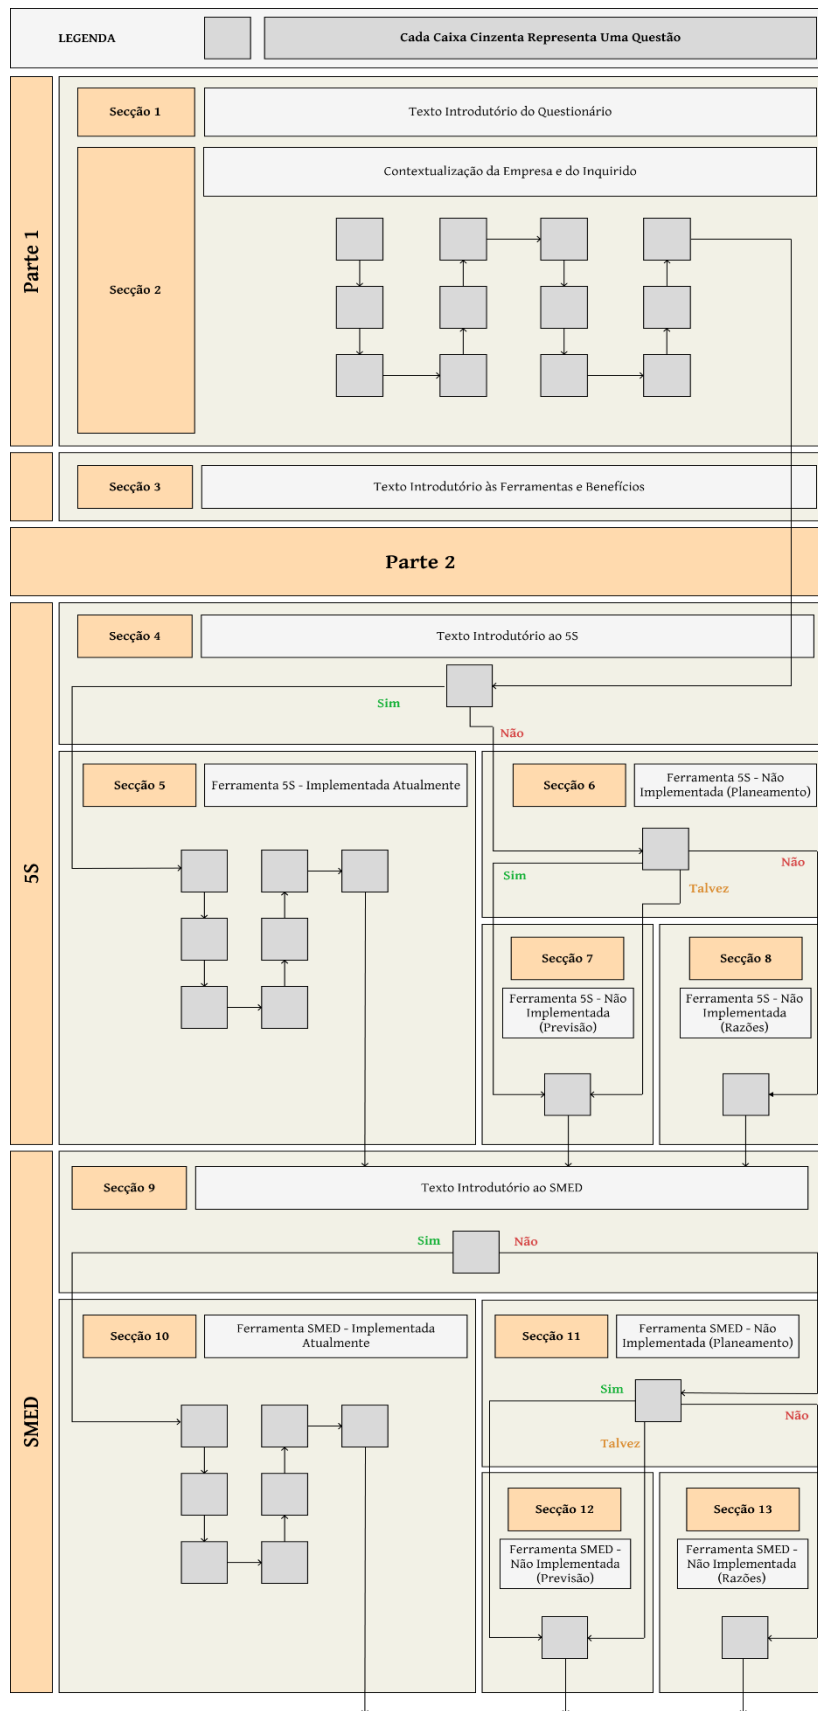 LEGENDA
Cada Caixa Cinzenta Representa Uma Questão
Parte 1
Secção 1
Texto Introdutório do Questionário
Secção 2
Contextualização da Empresa e do Inquirido
Secção 3
Texto Introdutório às Ferramentas e Benefícios
Parte 2
5S
Secção 4
Texto Introdutório ao 5S
Sim
Não
Secção 5
Ferramenta 5S - Implementada Atualmente
Secção 6
Ferramenta 5S - Não
Implementada (Planeamento)
Sim
Não
Talvez
Secção 7
Ferramenta 5S - Não
Implementada
(Previsão)
Secção 8
Ferramenta 5S - Não
Implementada
(Razões)
SMED
Secção 9
Texto Introdutório ao SMED
Sim
Não
Secção 10
Ferramenta SMED - Implementada
Atualmente
Secção 11
Ferramenta SMED - Não
Implementada (Planeamento)
Sim
Não
Talvez
Secção 12
Ferramenta SMED -
Não Implementada
(Previsão)
Secção 13
Ferramenta SMED -
Não Implementada
(Razões)